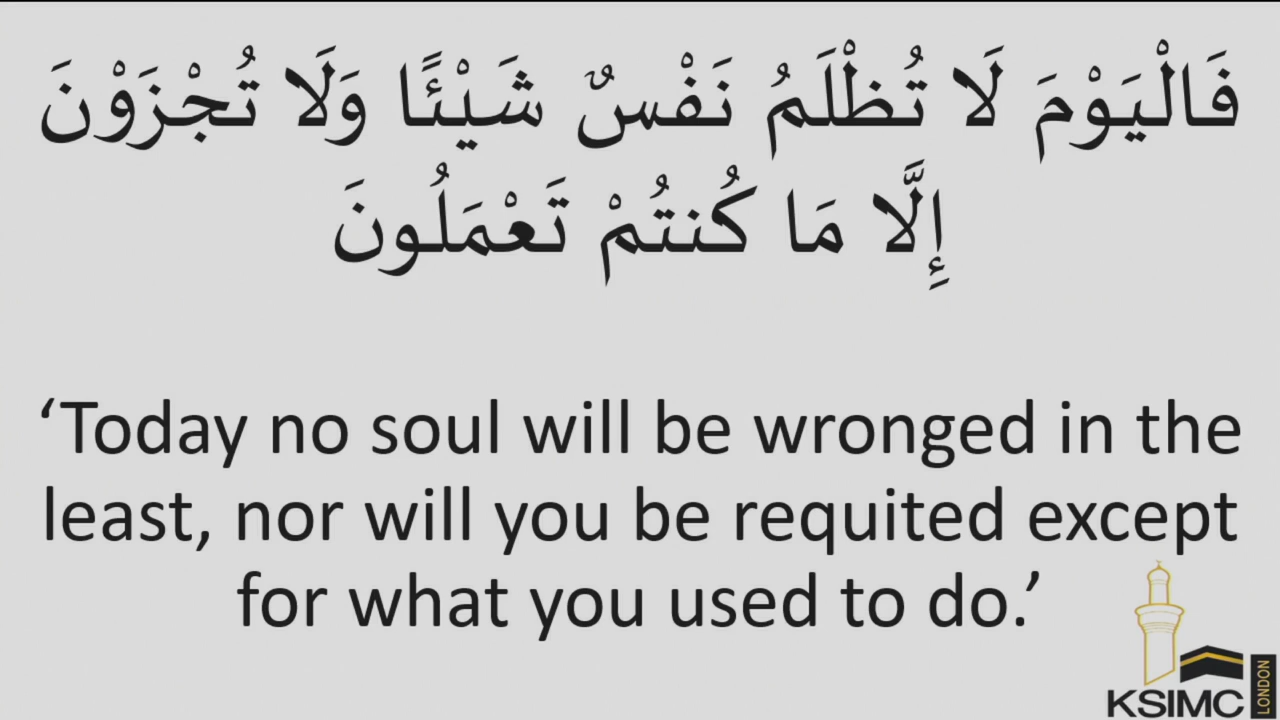 فَالْيَوْمَ لَا تُظْلَمُ نَفْسٌ شَيْئًا وَلَا تُجْزَوْنَ
إِلَّا مَا كُنتُمْ تَعْمَلُونَ
‘Today no soul will be wronged in the
least, nor will you be requited except
for what you used to do.’
KSIMC
LONDON